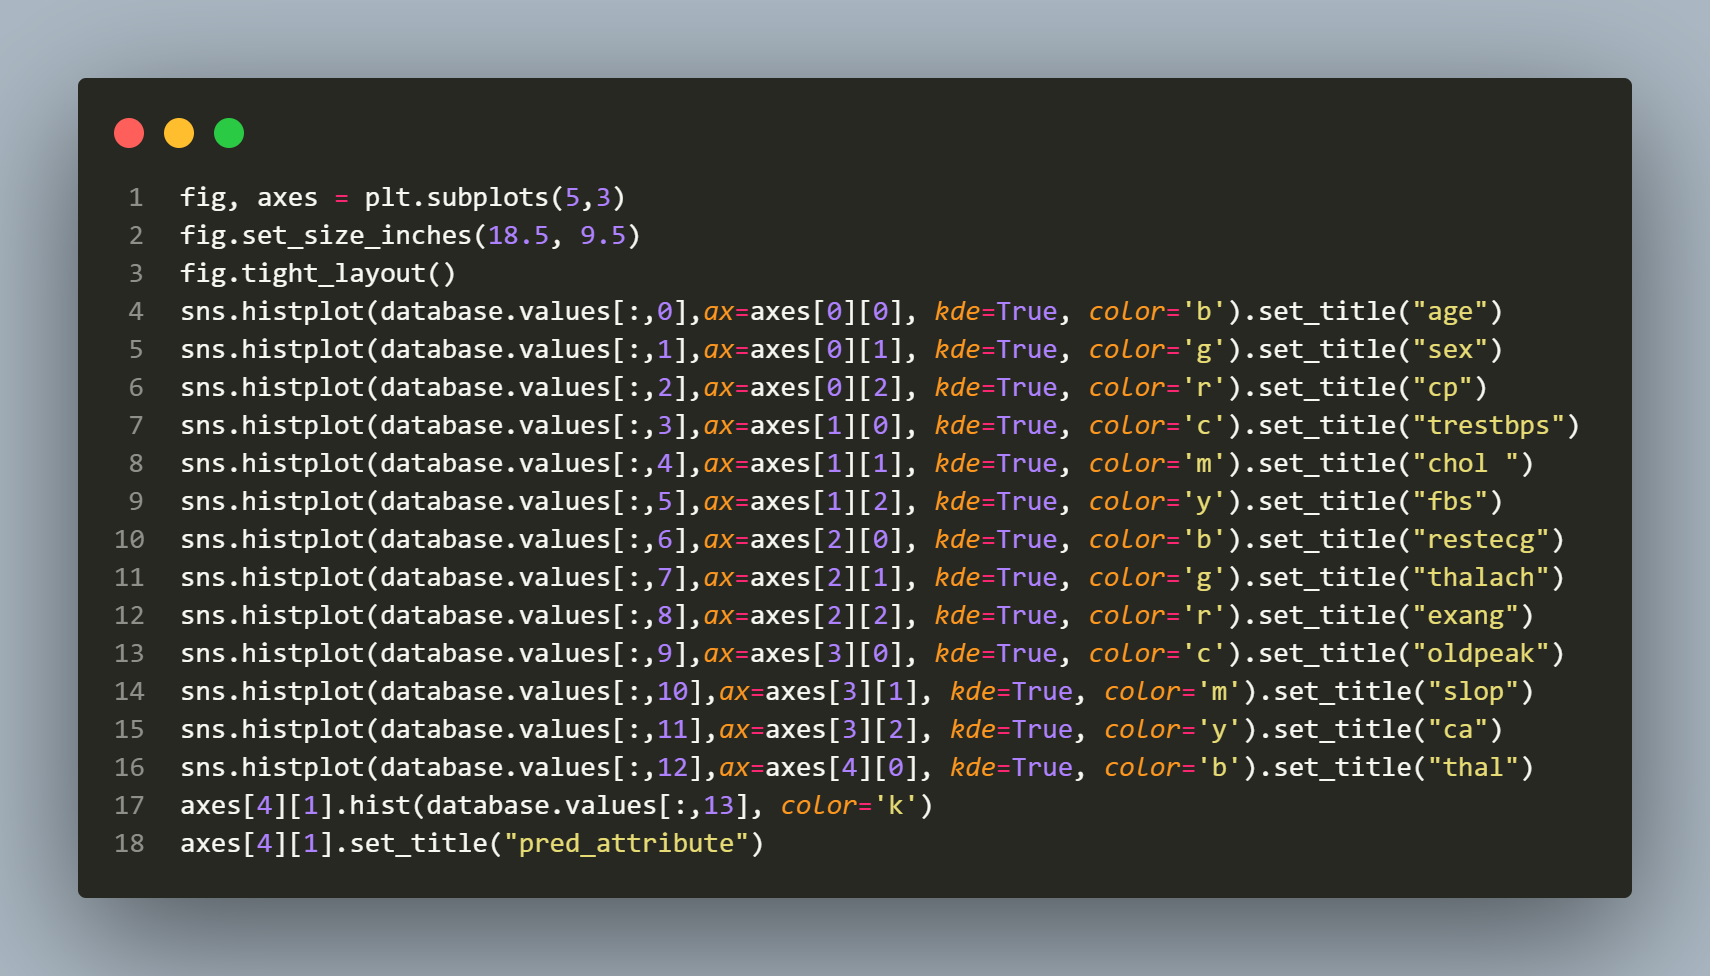 1 fig, axes = plt.subplots(5,3)
2 fig.set_size_inches(18.5, 9.5)
3 fig.tight_layout()
4 sns.histplot(database.values[:,0],ax=axes[0][0], kde=True, color='b').set_title("age")
5 sns.histplot(database.values[:,1],ax=axes[0][1], kde=True, color='g').set_title("sex")
6 sns.histplot(database.values[:,2],ax=axes[0][2], kde=True, color='r').set_title("cp")
7 sns.histplot(database.values[:,3],ax=axes[1][0], kde=True, color='c').set_title("trestbps")
8 sns.histplot(database.values[:,4],ax=axes[1][1], kde=True, color='m').set_title("chol ")
9 sns.histplot(database.values[:,5],ax=axes[1][2], kde=True, color='y').set_title("fbs")
10 sns.histplot(database.values[:,6],ax=axes[2][0], kde=True, color='b').set_title("restecg")
11 sns.histplot(database.values[:,7],ax=axes[2][1], kde=True, color='g').set_title("thalach")
12 sns.histplot(database.values[:,8],ax=axes[2][2], kde=True, color='r').set_title("exang")
13 sns.histplot(database.values[:,9],ax=axes[3][0], kde=True, color='c').set_title("oldpeak")
14 sns.histplot(database.values[:,10],ax=axes[3][1], kde=True, color='m').set_title("slop")
15 sns.histplot(database.values[:,11],ax=axes[3][2], kde=True, color='y').set_title("ca")
16 sns.histplot(database.values[:,12],ax=axes[4][0], kde=True, color='b').set_title("thal")
17 axes[4][1].hist(database.values[:,13], color='k')
18 axes[4][1].set_title("pred_attribute")